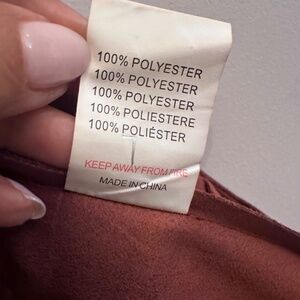 100% POLYESTER
100% POLYESTER
100% POLYESTER
100% POLIESTERE
100% POLIÉSTER
KEEP AWAY FROM FIRE
MADE IN CHINA